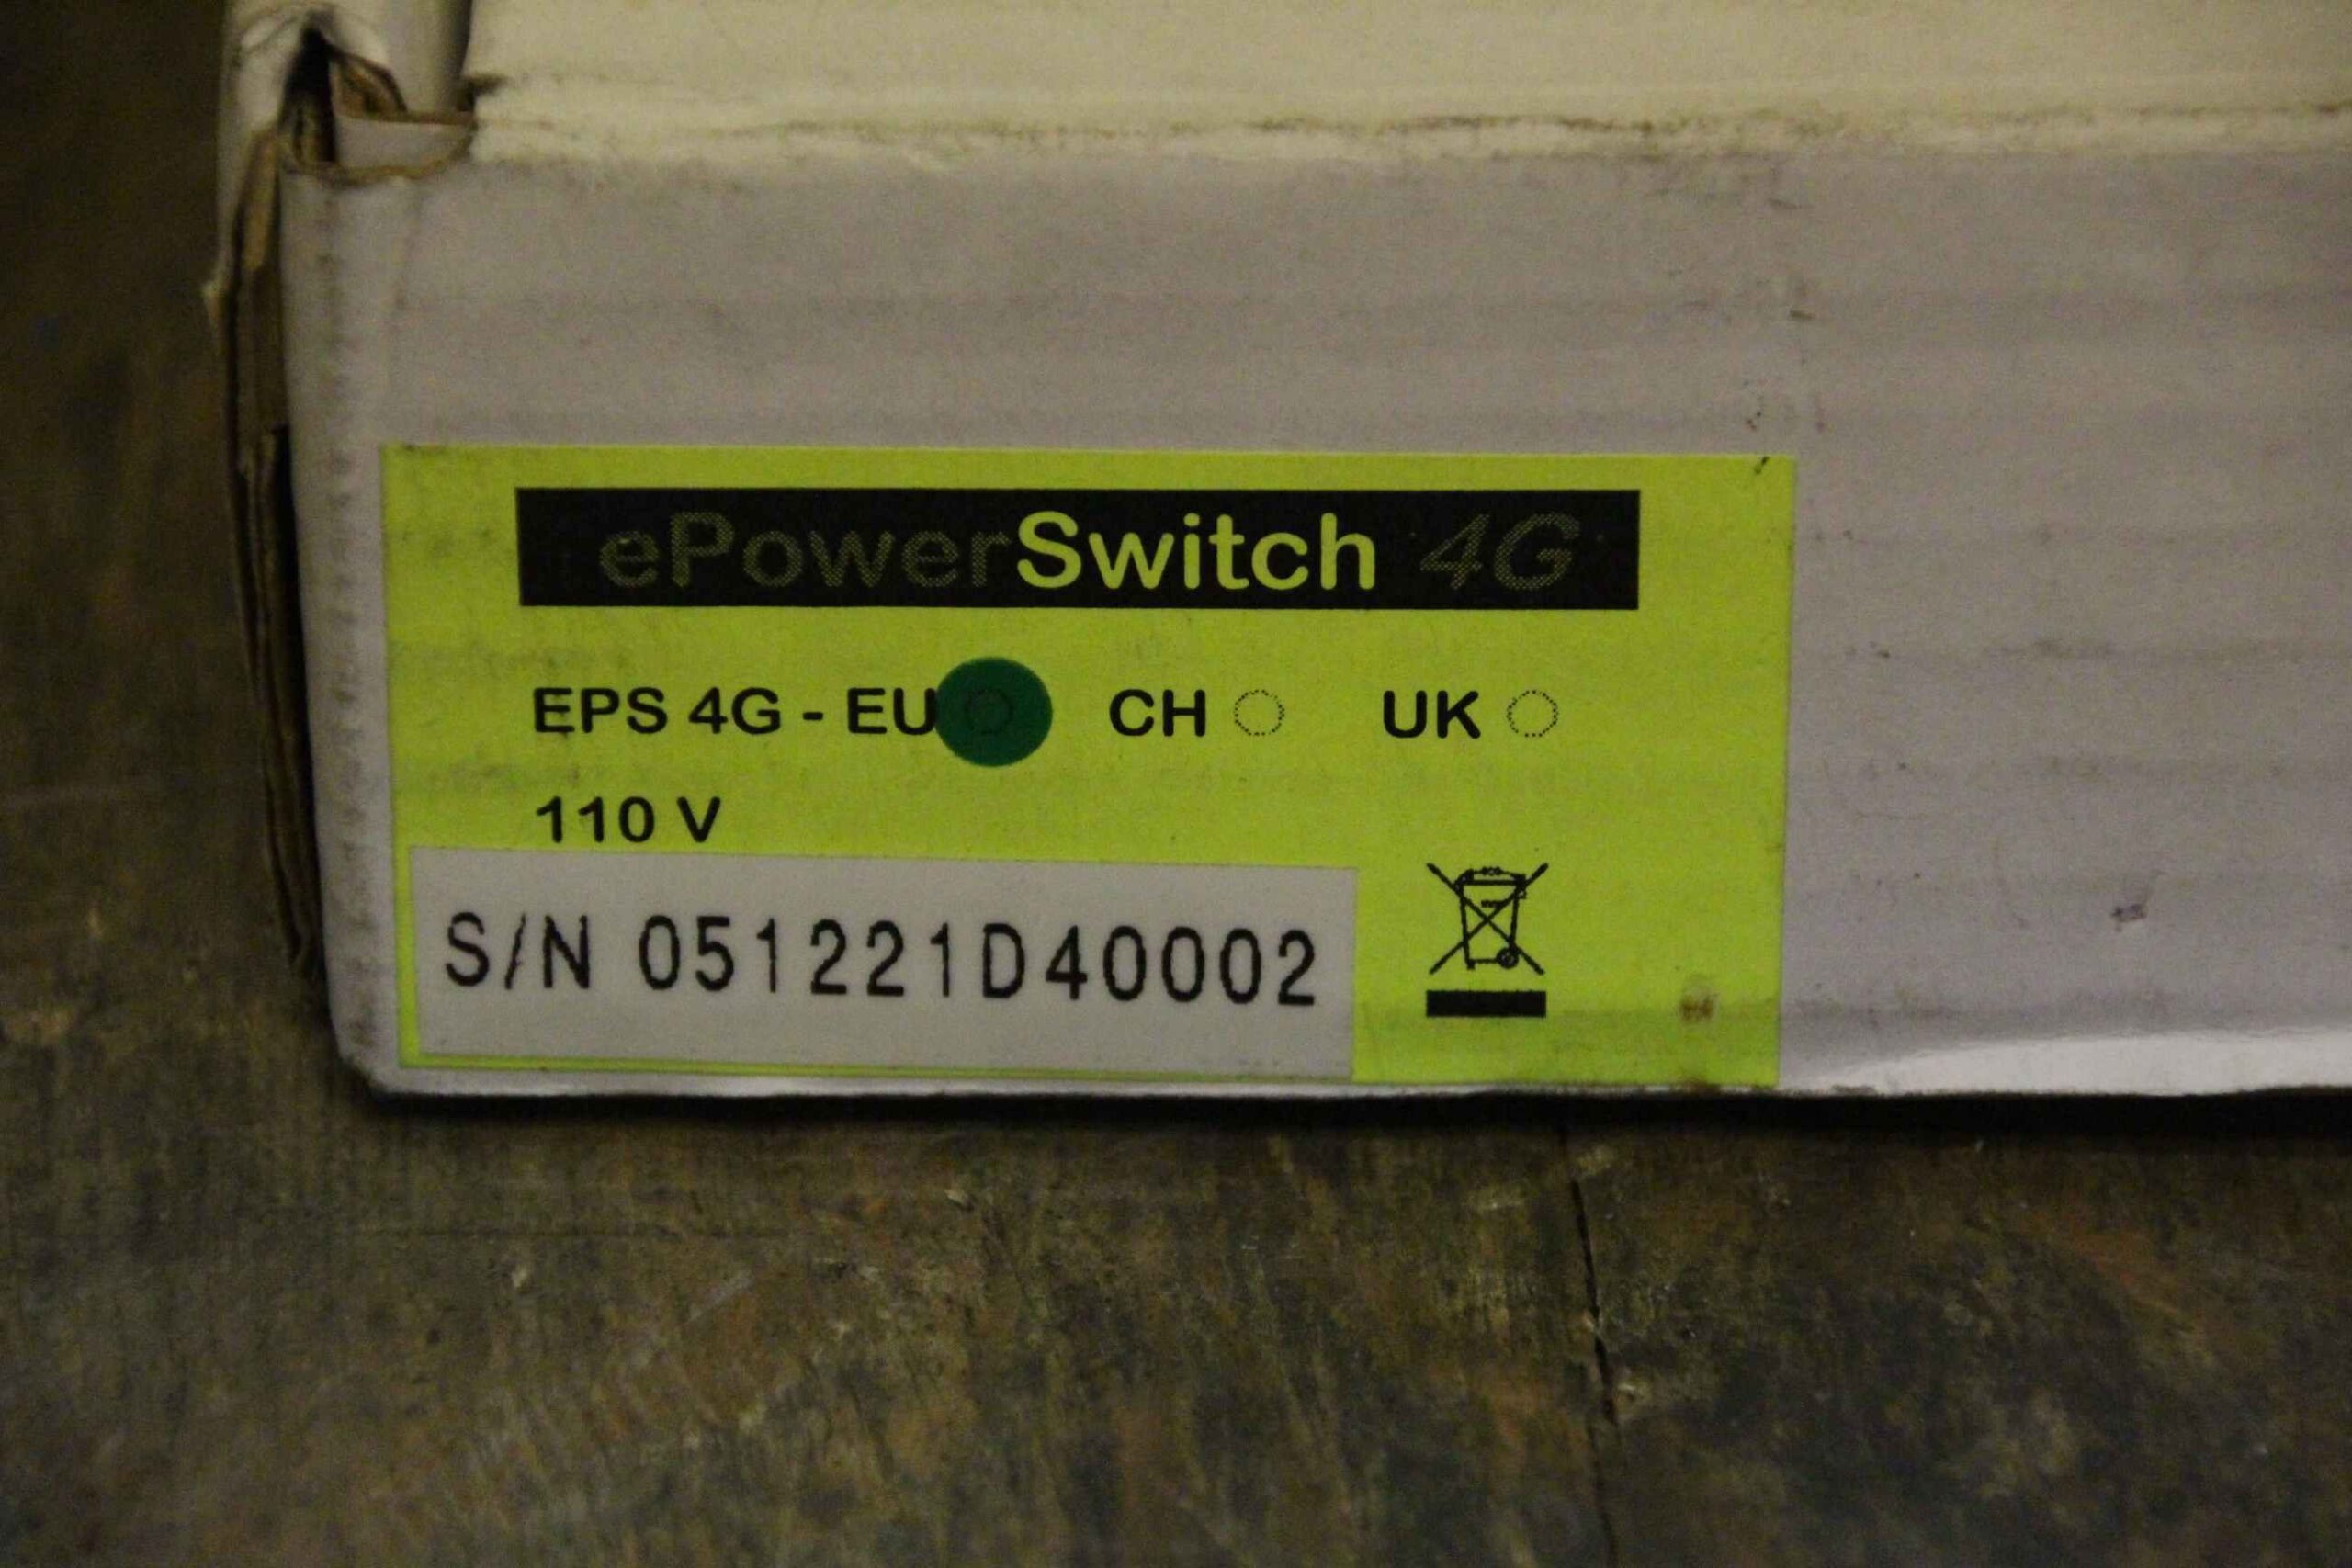 ePowerSwitch 4G
EPS 4G - EU CH UK
110 V
S/N 051221D40002